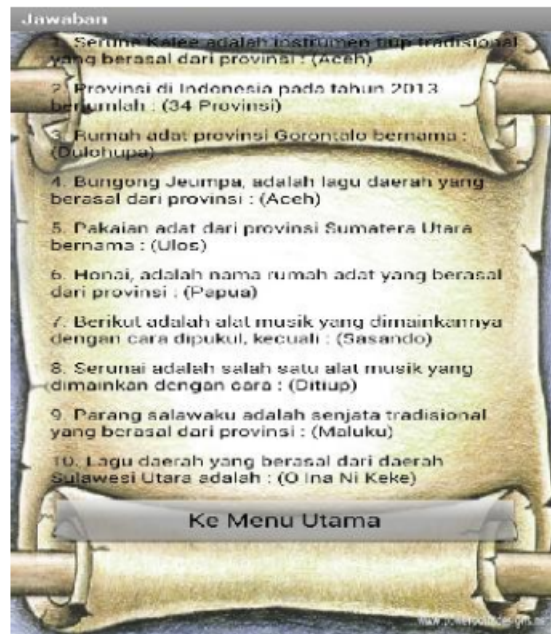 Jawaban
1. Serune Kalee adalah instrumen tiup tradisional
yang berasal dari provinsi : (Aceh)
2. Provinsi di Indonesia pada tahun 2013
berjumlah : (34 Provinsi)
3. Rumah adat provinsi Gorontalo bernama :
(Dulohupa)
4. Bungong Jeumpa, adalah lagu daerah yang
berasal dari provinsi : (Aceh)
5. Pakaian adat dari provinsi Sumatera Utara
bernama : (Ulos)
6. Honai, adalah nama rumah adat yang berasal
dari provinsi : (Papua)
7. Berikut adalah alat musik yang dimainkannya
dengan cara dipukul, kecuali : (Sasando)
8. Serunai adalah salah satu alat musik yang
dimainkan dengan cara : (Ditiup)
9. Parang salawaku adalah senjata tradisional
yang berasal dari provinsi : (Maluku)
10. Lagu daerah yang berasal dari daerah
Sulawesi Utara adalah : (O Ina Ni Keke)
Ke Menu Utama